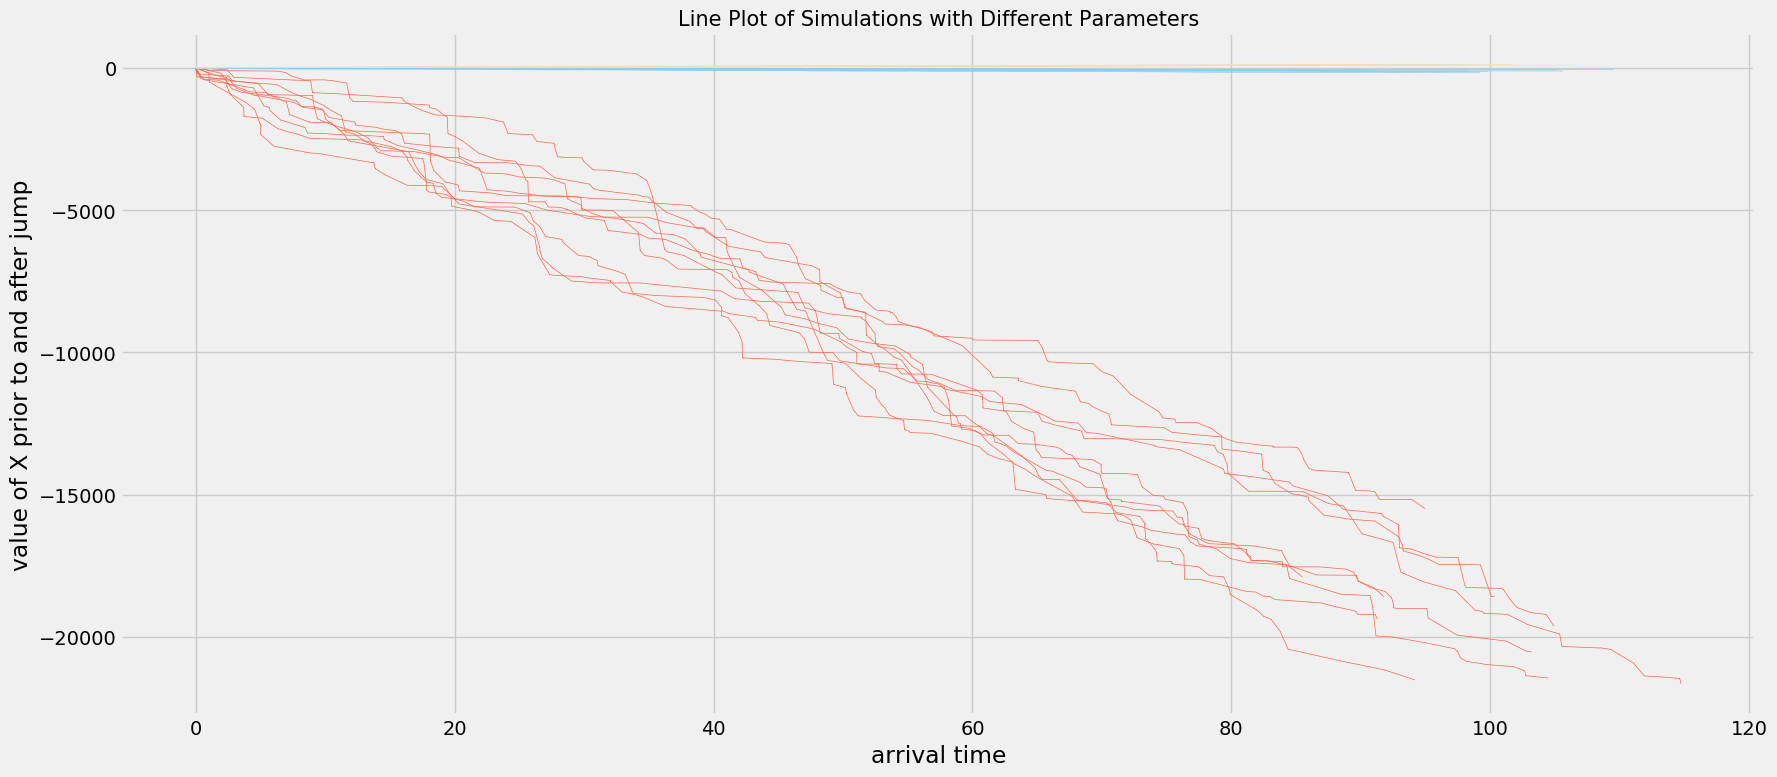 Line Plot of Simulations with Different Parameters
value of X prior to and after jump
0
−5000
−10000
−15000
−20000
0 20 40 60 80 100 120
arrival time